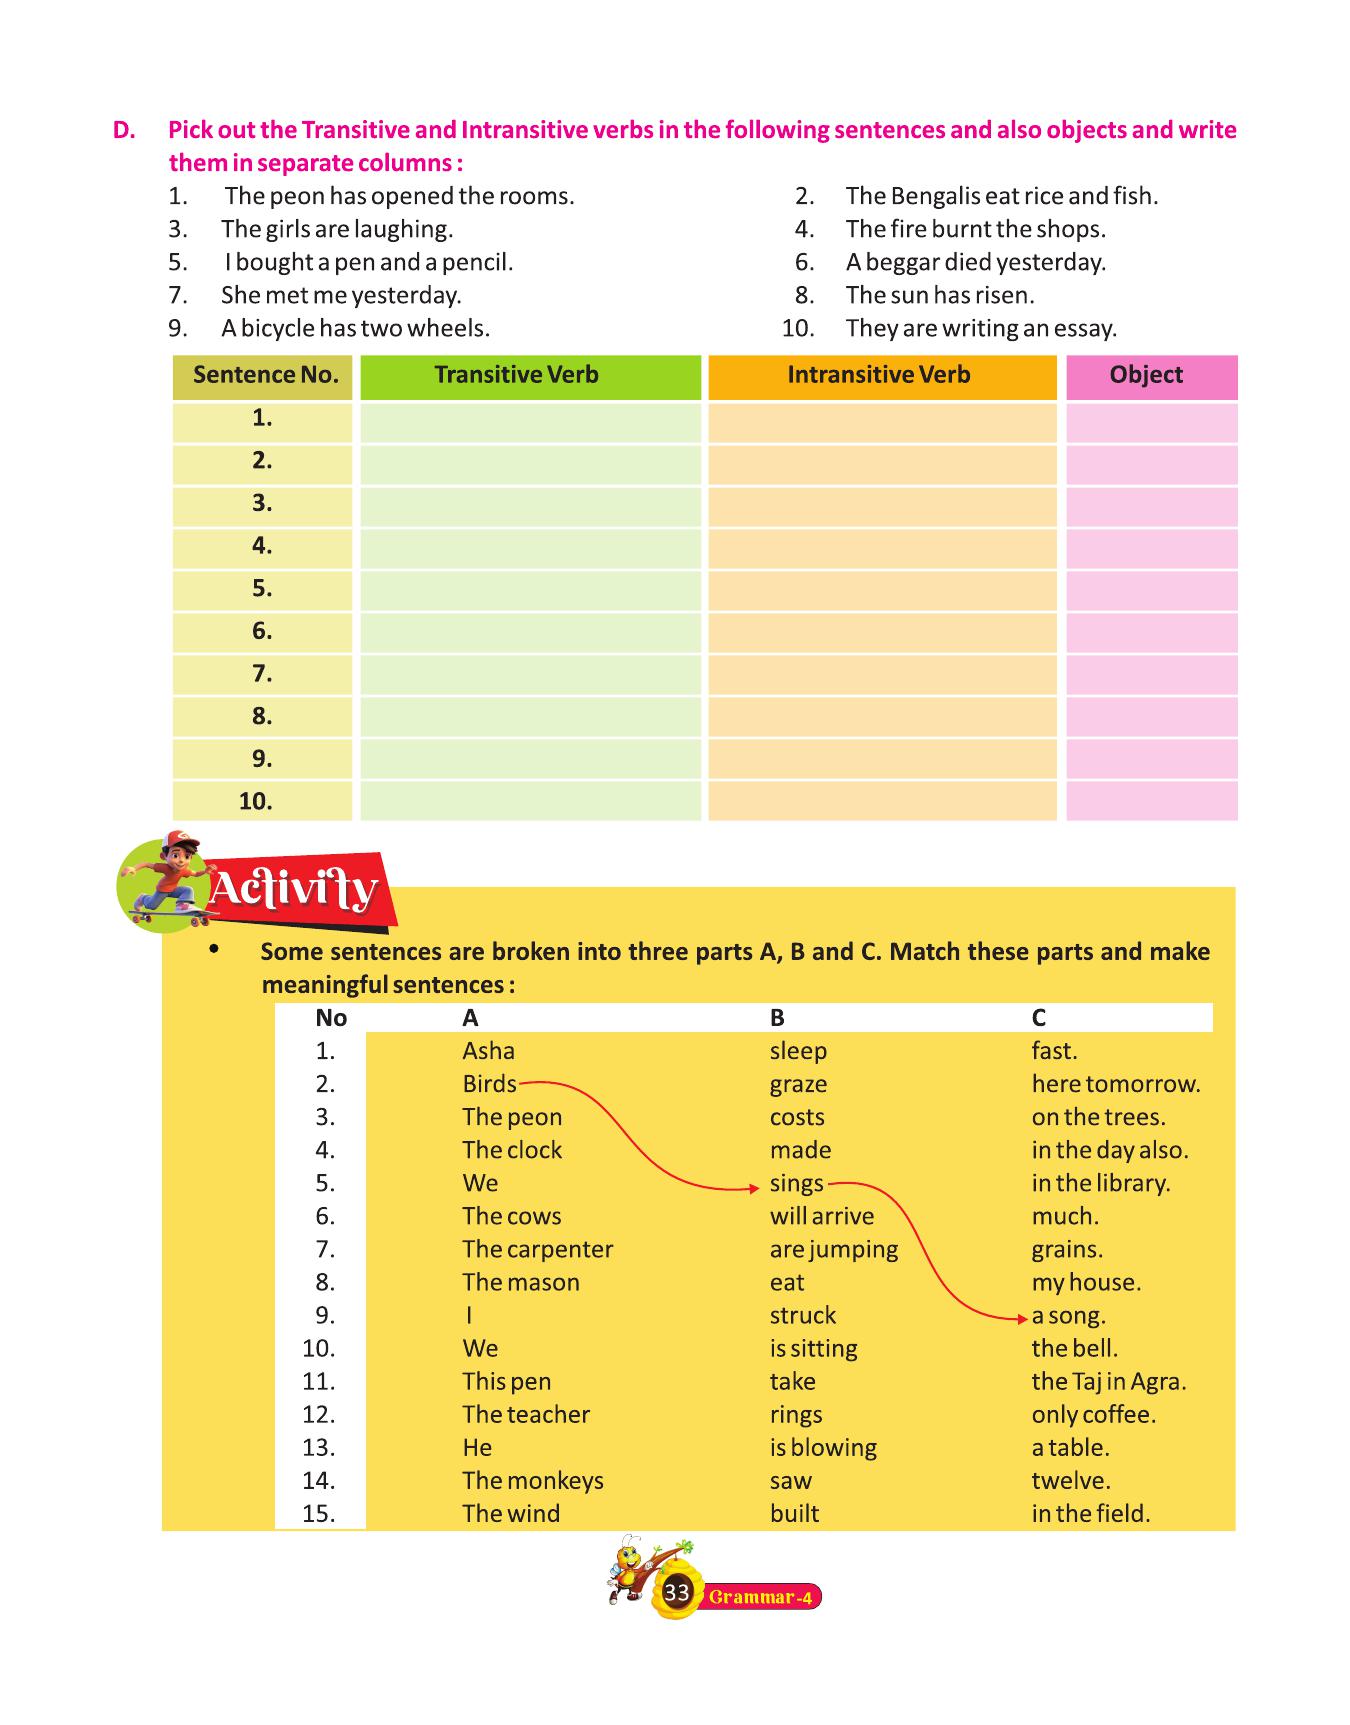 D. Pick out the Transitive and Intransitive verbs in the following sentences and also objects and write
them in separate columns :
1. The peon has opened the rooms. 2. The Bengalis eat rice and fish.
3. The girls are laughing. 4. The fire burnt the shops.
5. I bought a pen and a pencil. 6. A beggar died yesterday.
7. She met me yesterday. 8. The sun has risen.
9. A bicycle has two wheels. 10. They are writing an essay.
Sentence No. Transitive Verb Intransitive Verb Object
1.
2.
3.
4.
5.
6.
7.
8.
9.
10.
Activity
• Some sentences are broken into three parts A, B and C. Match these parts and make
meaningful sentences :
No A B C
1. Asha sleep fast.
2. Birds graze here tomorrow.
3. The peon costs on the trees.
4. The clock made in the day also.
5. We sings in the library.
6. The cows will arrive much.
7. The carpenter are jumping grains.
8. The mason eat my house.
9. I struck a song.
10. We is sitting the bell.
11. This pen take the Taj in Agra.
12. The teacher rings only coffee.
13. He is blowing a table.
14. The monkeys saw twelve.
15. The wind built in the field.
33 Grammar-4